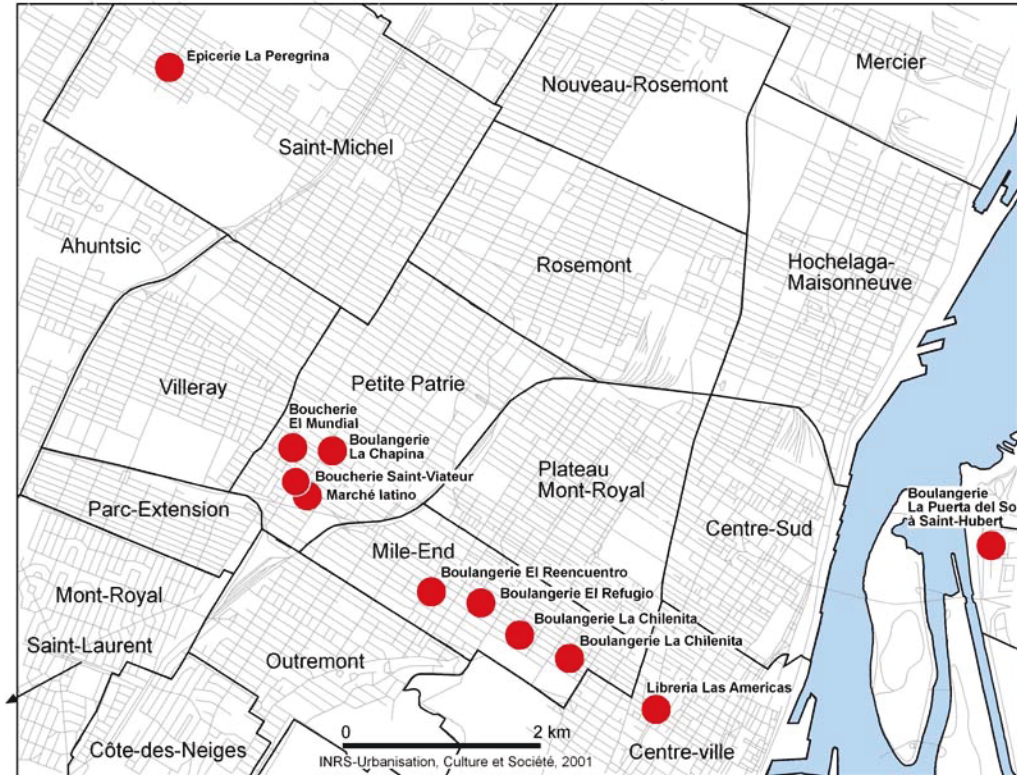 Épicerie La Peregrina
Mercier
Nouveau-Rosemont
Saint-Michel
Ahuntsic
Rosemont
Hochelaga-
Maisonneuve
Villeray
Petite Patrie
Boucherie
El Mundial
Boulangerie
La Chapina
Boucherie Saint-Viateur
Marché latino
Plateau
Mont-Royal
Parc-Extension
Centre-Sud
Boulangerie
La Puerta del So
à Saint-Hubert
Mile-End
Boulangerie El Reencuentro
Boulangerie El Refugio
Mont-Royal
Boulangerie La Chilenita
Boulangerie La Chilenita
Saint-Laurent
Outremont
Libreria Las Americas
0 2 km
Côte-des-Neiges
Centre-ville
INRS-Urbanisation, Culture et Société, 2001